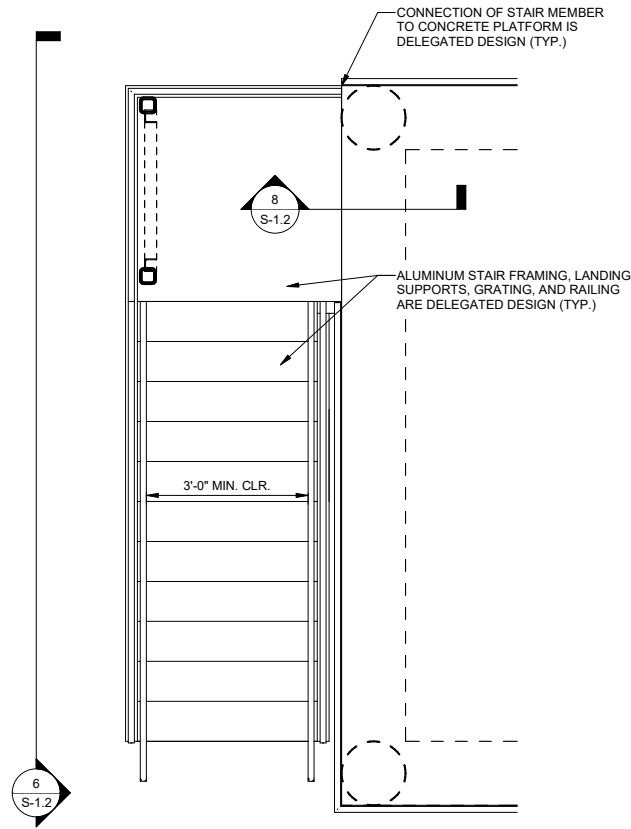 CONNECTION OF STAIR MEMBER
TO CONCRETE PLATFORM IS
DELEGATED DESIGN (TYP.)
8
S-1.2
ALUMINUM STAIR FRAMING, LANDING
SUPPORTS, GRATING, AND RAILING
ARE DELEGATED DESIGN (TYP.)
3'-0" MIN. CLR.
6
S-1.2